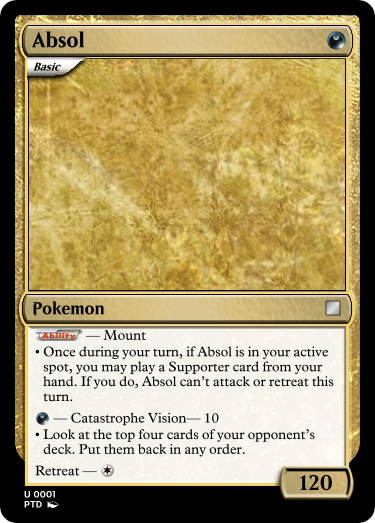 Absol
Basic
Pokemon
Ability — Mount
• Once during your turn, if Absol is in your active
spot, you may play a Supporter card from your
hand. If you do, Absol can't attack or retreat this
turn.
— Catastrophe Vision— 10
• Look at the top four cards of your opponent's
deck. Put them back in any order.
Retreat —
120
U 0001
PTD